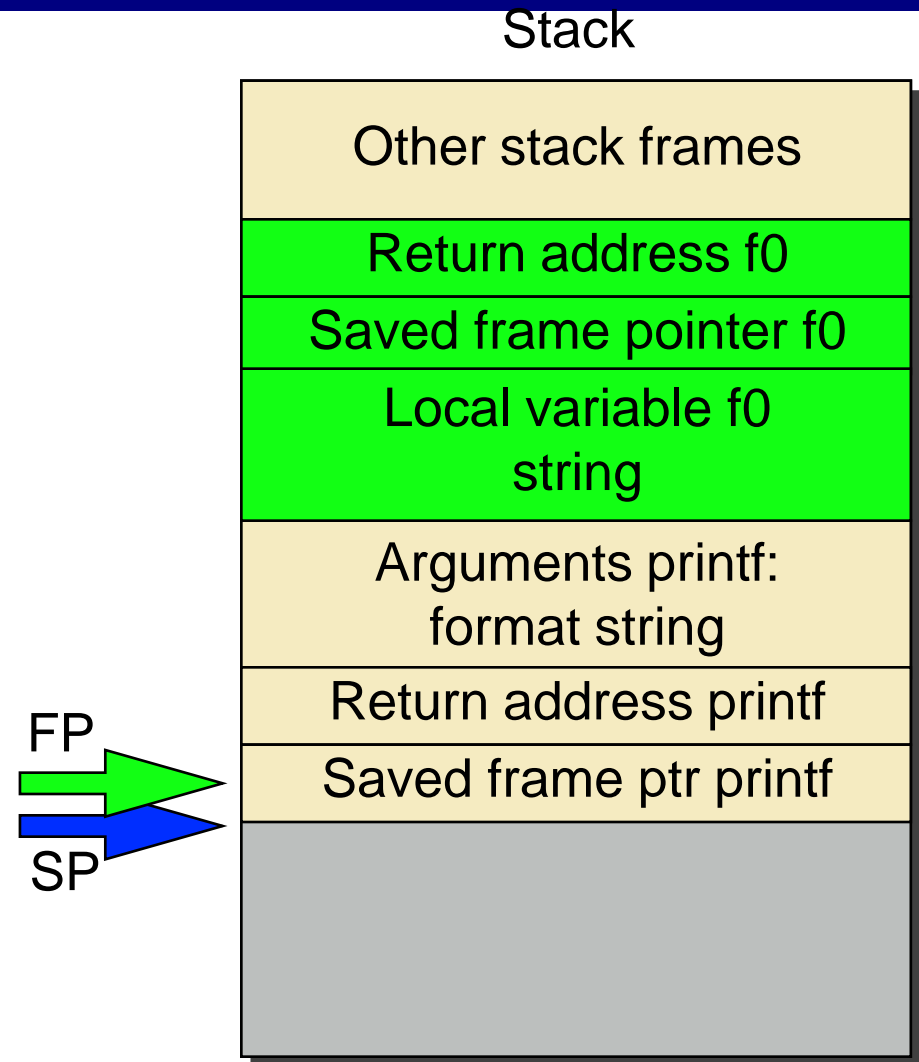 Stack
Other stack frames
Return address f0
Saved frame pointer f0
Local variable f0
string
Arguments printf:
format string
Return address printf
FP
Saved frame ptr printf
SP